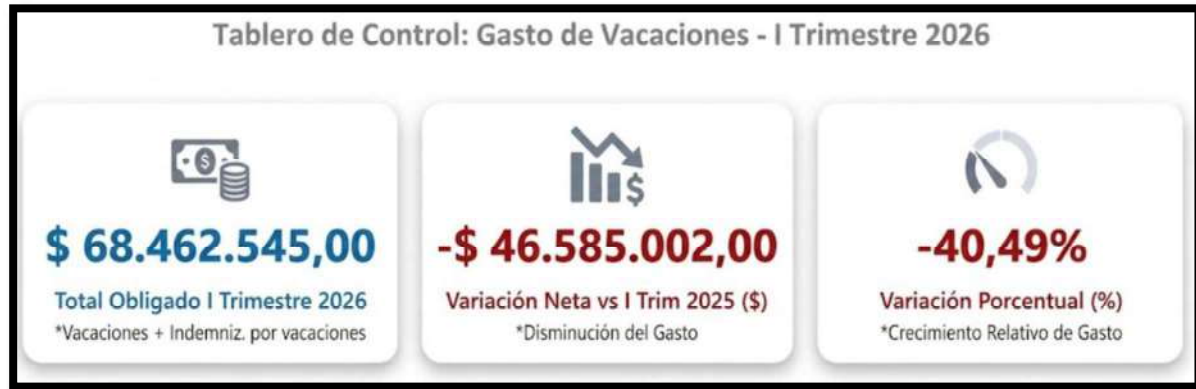 Tablero de Control: Gasto de Vacaciones - I Trimestre 2026
$ 68.462.545,00
Total Obligado I Trimestre 2026
*Vacaciones + Indemniz. por vacaciones
-$ 46.585.002,00
Variación Neta vs I Trim 2025 ($)
*Disminución del Gasto
-40,49%
Variación Porcentual (%)
*Crecimiento Relativo de Gasto